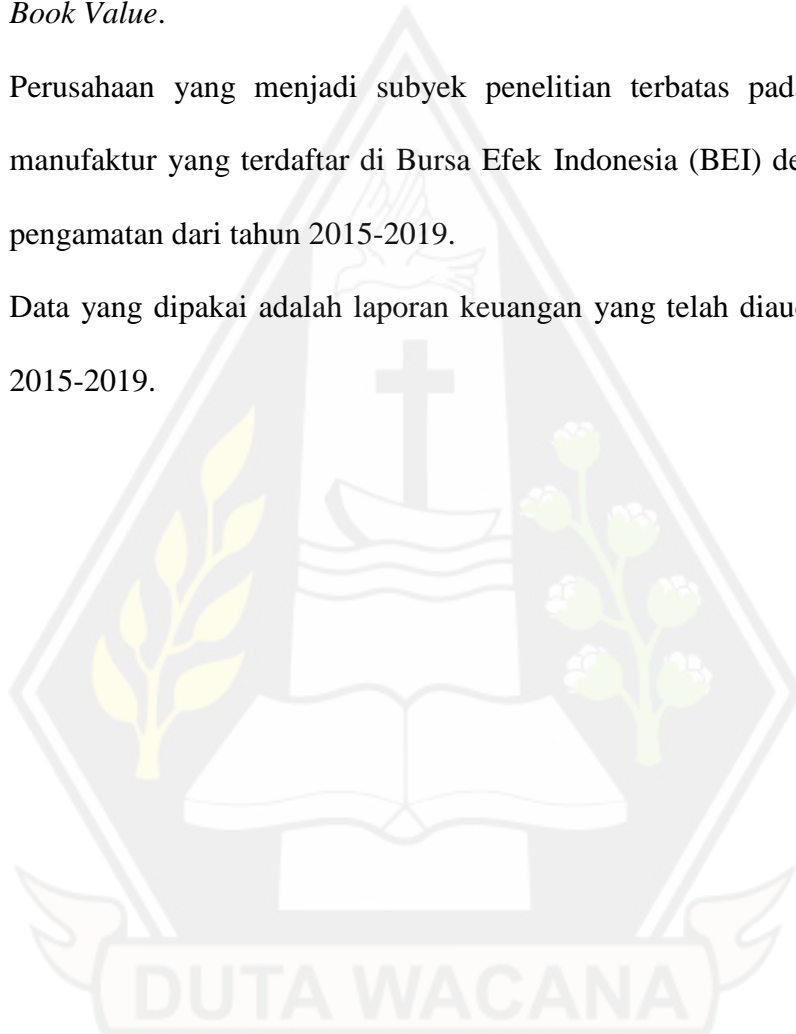 Book Value.
Perusahaan yang menjadi subyek penelitian terbatas pada
manufaktur yang terdaftar di Bursa Efek Indonesia (BEI) de
pengamatan dari tahun 2015-2019.
Data yang dipakai adalah laporan keuangan yang telah diau
2015-2019.
DUTA WACANA